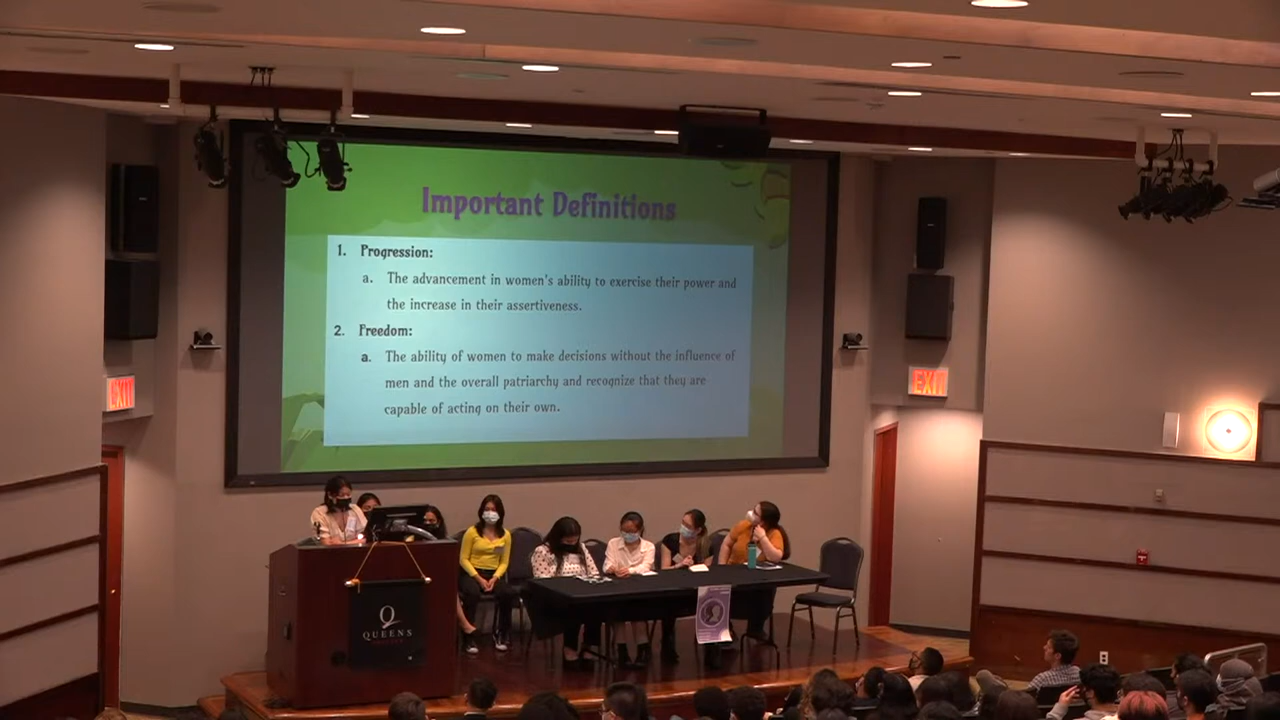 Important Definitions
1. Progression:
a. The advancement in women's ability to exercise their power and
the increase in their assertiveness.
2. Freedom:
a. The ability of women to make decisions without the influence of
men and the overall patriarchy and recognize that they are
capable of acting on their own.
EXIT
EXIT
Q
QUEENS